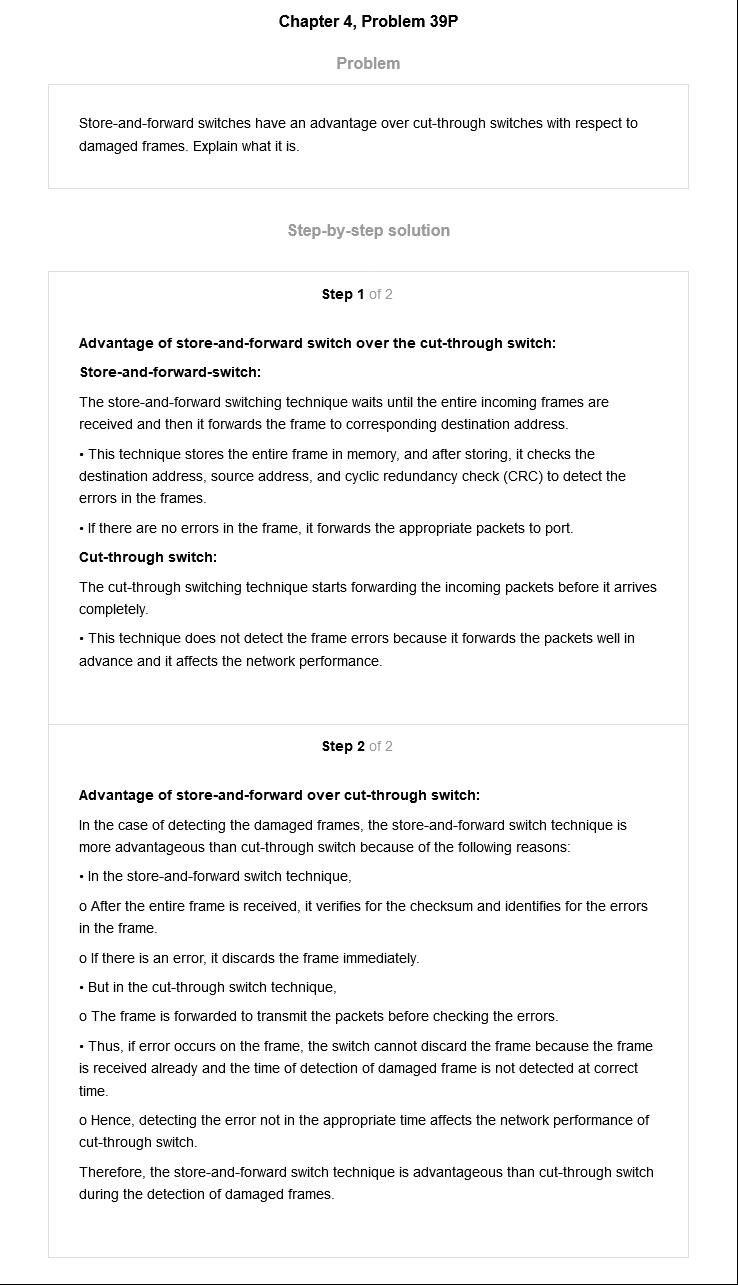 Chapter 4, Problem 39P
Problem
Store-and-forward switches have an advantage over cut-through switches with respect to
damaged frames. Explain what it is.
Step-by-step solution
Step 1 of 2
Advantage of store-and-forward switch over the cut-through switch:
Store-and-forward-switch:
The store-and-forward switching technique waits until the entire incoming frames are
received and then it forwards the frame to corresponding destination address.
• This technique stores the entire frame in memory, and after storing, it checks the
destination address, source address, and cyclic redundancy check (CRC) to detect the
errors in the frames.
• If there are no errors in the frame, it forwards the appropriate packets to port.
Cut-through switch:
The cut-through switching technique starts forwarding the incoming packets before it arrives
completely.
• This technique does not detect the frame errors because it forwards the packets well in
advance and it affects the network performance.
Step 2 of 2
Advantage of store-and-forward over cut-through switch:
In the case of detecting the damaged frames, the store-and-forward switch technique is
more advantageous than cut-through switch because of the following reasons:
• In the store-and-forward switch technique,
o After the entire frame is received, it verifies for the checksum and identifies for the errors
in the frame.
o If there is an error, it discards the frame immediately.
• But in the cut-through switch technique,
o The frame is forwarded to transmit the packets before checking the errors.
• Thus, if error occurs on the frame, the switch cannot discard the frame because the frame
is received already and the time of detection of damaged frame is not detected at correct
time.
o Hence, detecting the error not in the appropriate time affects the network performance of
cut-through switch.
Therefore, the store-and-forward switch technique is advantageous than cut-through switch
during the detection of damaged frames.